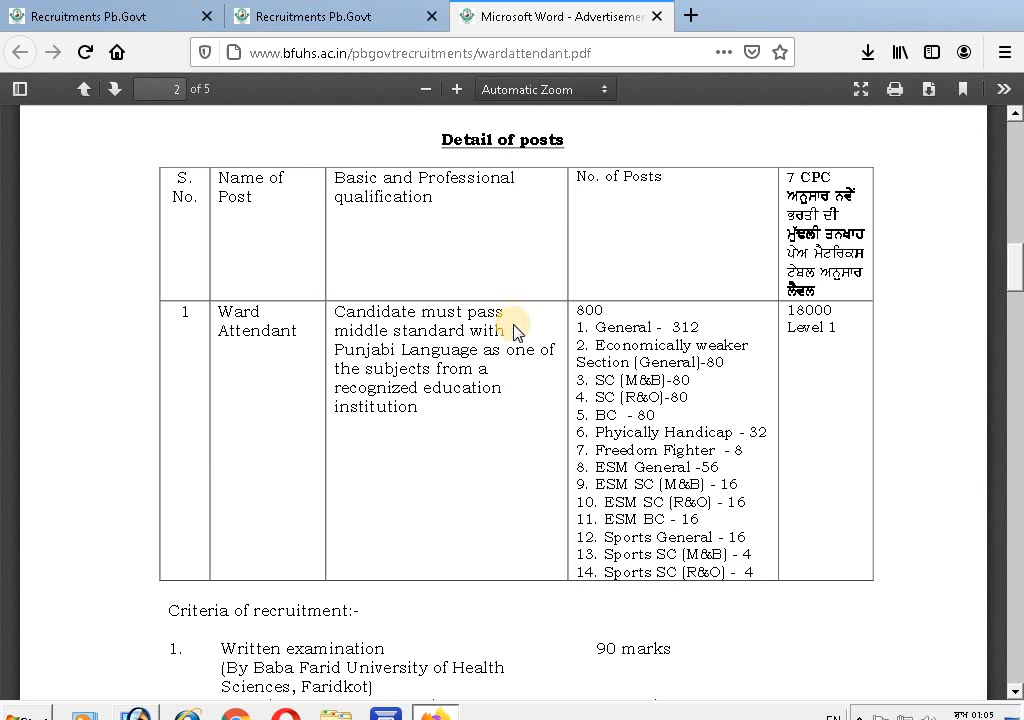 Recruitments Pb.Govt
Recruitments Pb.Govt
Microsoft Word - Advertisemen
www.bfuhs.ac.in/pbgovtrecruitments/wardattendant.pdf
2 of 5
Automatic Zoom
Detail of posts
S. No.
Name of Post
Basic and Professional qualification
No. of Posts
7 CPC
ਅਨੁਸਾਰ ਨਵੇਂ
ਭਰਤੀ ਦੀ
ਮੁੱਢਲੀ ਤਨਖਾਹ
ਪੇਅ ਮੈਟਰਿਕਸ
ਟੇਬਲ ਅਨੁਸਾਰ
ਲੈਵਲ
1
Ward
Attendant
Candidate must pass
middle standard with
Punjabi Language as one of
the subjects from a
recognized education
institution
800
1. General - 312
2. Economically weaker
Section (General)-80
3. SC (M&B)-80
4. SC (R&O)-80
5. BC - 80
6. Phyically Handicap - 32
7. Freedom Fighter - 8
8. ESM General -56
9. ESM SC (M&B) - 16
10. ESM SC (R&O) - 16
11. ESM BC - 16
12. Sports General - 16
13. Sports SC (M&B) - 4
14. Sports SC (R&O) - 4
18000
Level 1
Criteria of recruitment:-
1. Written examination 90 marks
(By Baba Farid University of Health
Sciences, Faridkot)
EN
ਸ਼ਾਮ 01:05